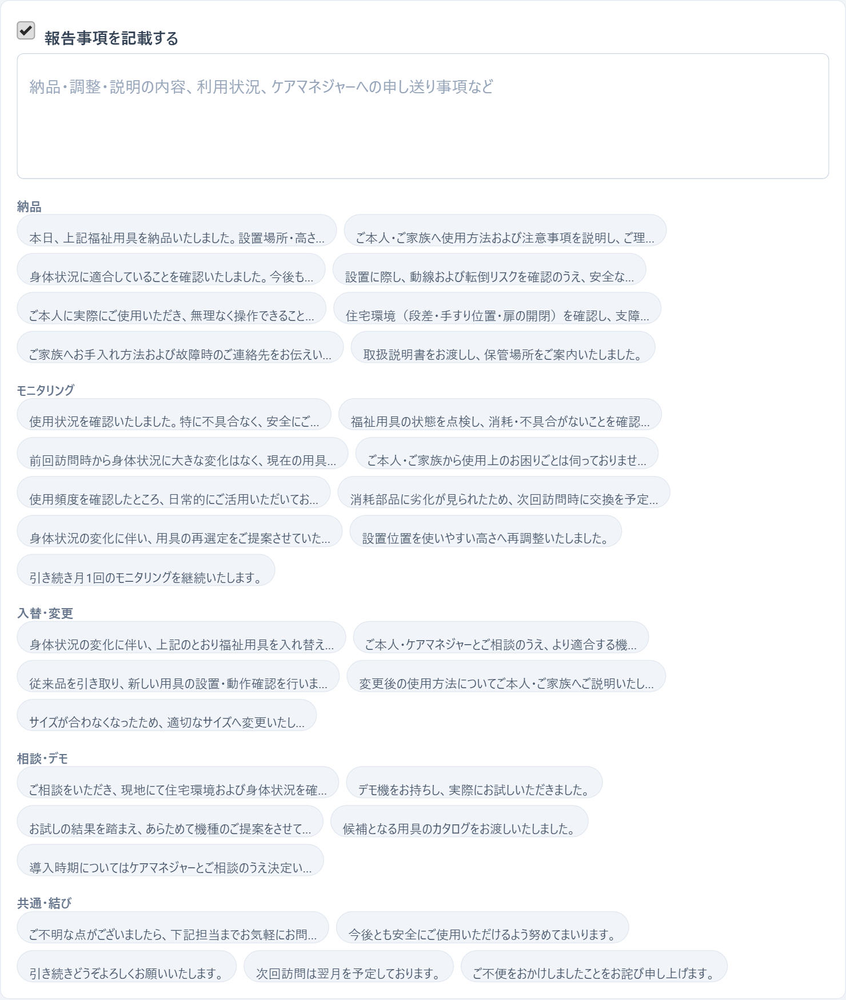 報告事項を記載する
納品・調整・説明の内容、利用状況、ケアマネジャーへの申し送り事項など
納品
本日、上記福祉用具を納品いたしました。設置場所・高さ… ご本人・ご家族へ使用方法および注意事項を説明し、ご理…
身体状況に適合していることを確認いたしました。今後も… 設置に際し、動線および転倒リスクを確認のうえ、安全な…
ご本人に実際にご使用いただき、無理なく操作できること… 住宅環境（段差・手すり位置・扉の開閉）を確認し、支障…
ご家族へお手入れ方法および故障時のご連絡先をお伝えい… 取扱説明書をお渡しし、保管場所をご案内いたしました。
モニタリング
使用状況を確認いたしました。特に不具合なく、安全にご… 福祉用具の状態を点検し、消耗・不具合がないことを確認…
前回訪問時から身体状況に大きな変化はなく、現在の用具… ご本人・ご家族から使用上のお困りごとは伺っておりませ…
使用頻度を確認したところ、日常的にご活用いただいてお… 消耗部品に劣化が見られたため、次回訪問時に交換を予定…
身体状況の変化に伴い、用具の再選定をご提案させていた… 設置位置を使いやすい高さへ再調整いたしました。
引き続き月1回のモニタリングを継続いたします。
入替・変更
身体状況の変化に伴い、上記のとおり福祉用具を入れ替え… ご本人・ケアマネジャーとご相談のうえ、より適合する機…
従来品を引き取り、新しい用具の設置・動作確認を行いま… 変更後の使用方法についてご本人・ご家族へご説明いたし…
サイズが合わなくなったため、適切なサイズへ変更いたし…
相談・デモ
ご相談をいただき、現地にて住宅環境および身体状況を確… デモ機をお持ちし、実際にお試しいただきました。
お試しの結果を踏まえ、あらためて機種のご提案をさせて… 候補となる用具のカタログをお渡しいたしました。
導入時期についてはケアマネジャーとご相談のうえ決定い…
共通・結び
ご不明な点がございましたら、下記担当までお気軽にお問… 今後とも安全にご使用いただけるよう努めてまいります。
引き続きどうぞよろしくお願いいたします。 次回訪問は翌月を予定しております。 ご不便をおかけしましたことをお詫び申し上げます。